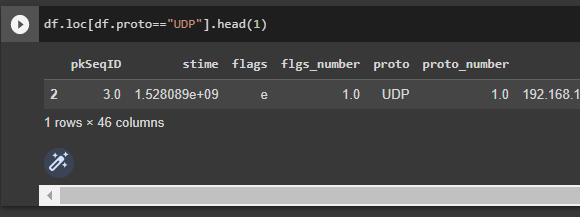 df.loc[df.proto=="UDP"].head(1)
pkSeqID stime flags flgs_number proto proto_number
2 3.0 1.528089e+09 e 1.0 UDP 1.0 192.168.1
1 rows × 46 columns